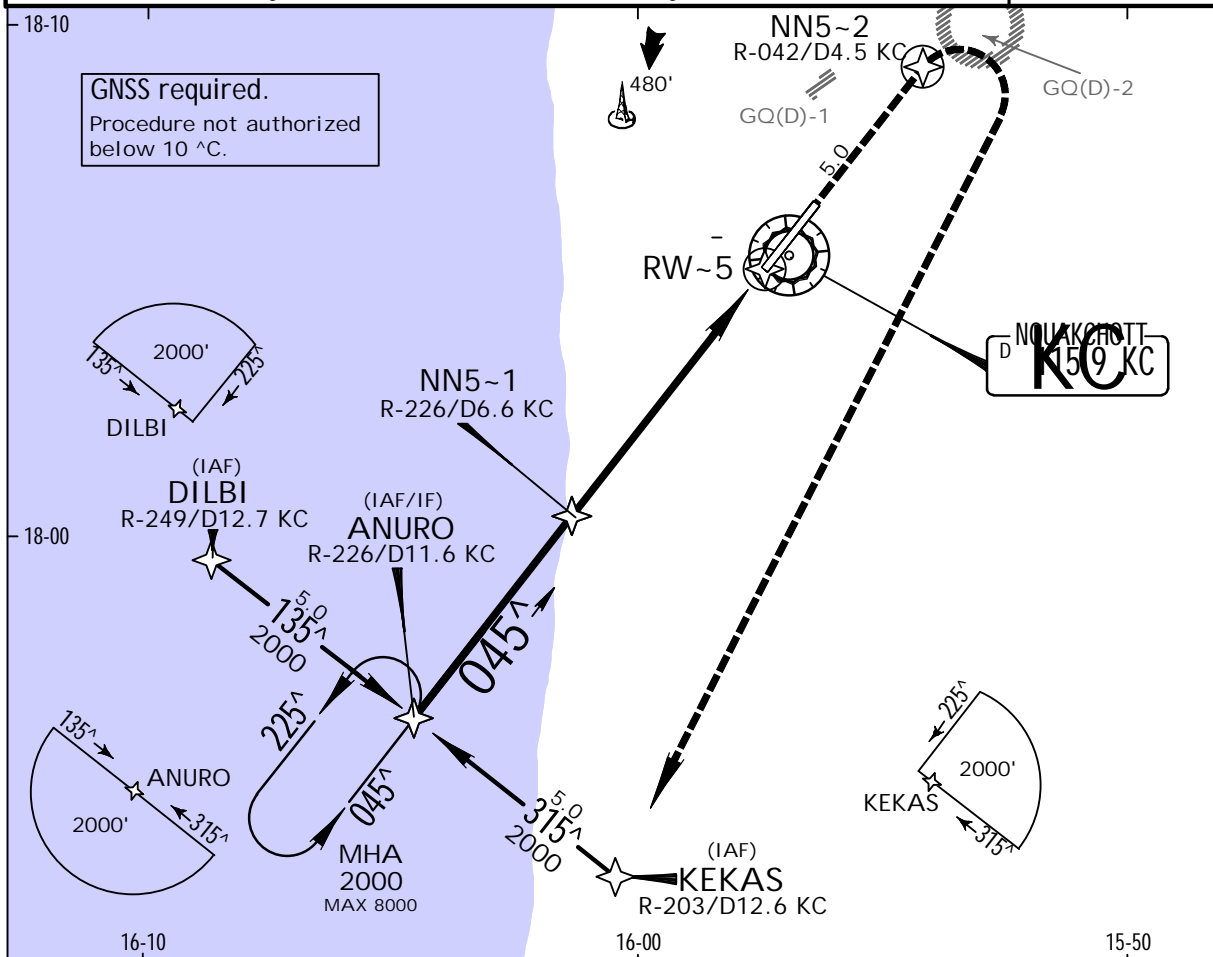 18-10
GNSS required.
Procedure not authorized
below 10 ^C.
NN5~2
R-042/D4.5 KC
480'
GQ(D)-1
GQ(D)-2
5.0
RW~5
NOUAKCHOTT
D 115.9 KC
KC
135^
2000'
225^
DILBI
NN5~1
R-226/D6.6 KC
(IAF)
DILBI
R-249/D12.7 KC
(IAF/IF)
ANURO
R-226/D11.6 KC
18-00
5.0
135^
2000
045^
225^
045^
MHA
2000
MAX 8000
135^
ANURO
2000'
315^
5.0
315^
2000
(IAF)
KEKAS
R-203/D12.6 KC
225^
2000'
KEKAS
315^
16-10
16-00
15-50